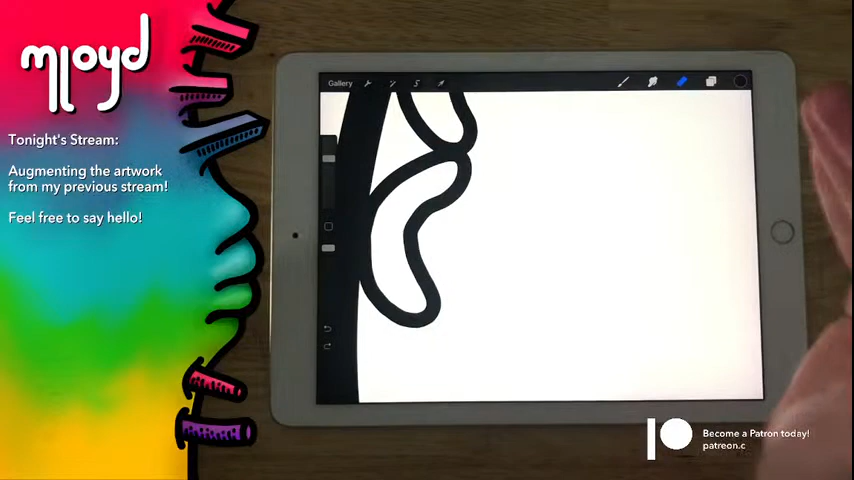 mloyd
Tonight's Stream:
Augmenting the artwork
from my previous stream!
Feel free to say hello!
Gallery
Become a Patron today!
patreon.c